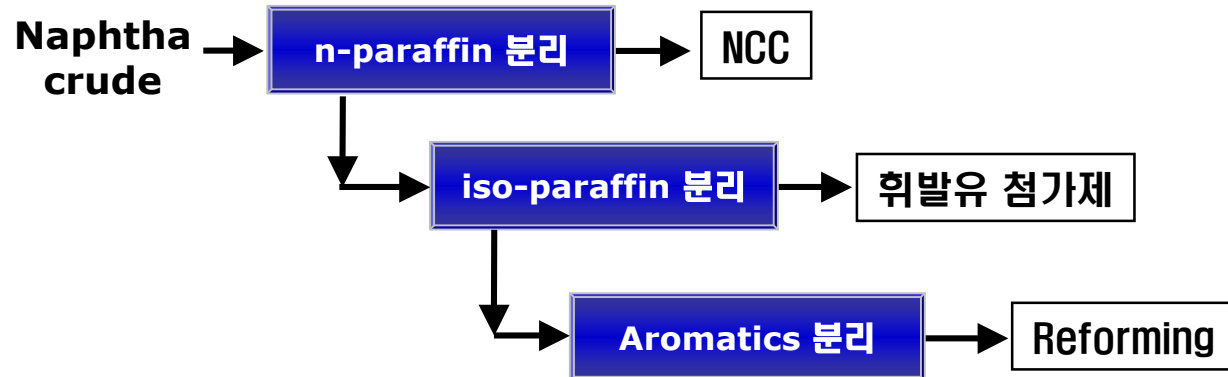 Naphtha
crude
n-paraffin 분리
NCC
iso-paraffin 분리
휘발유 첨가제
Aromatics 분리
Reforming